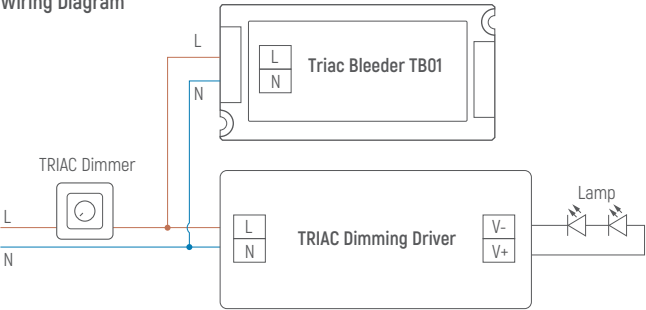 Wiring Diagram
L
L
N
Triac Bleeder TB01
N
TRIAC Dimmer
L
N
L
N
TRIAC Dimming Driver
V-
V+
Lamp